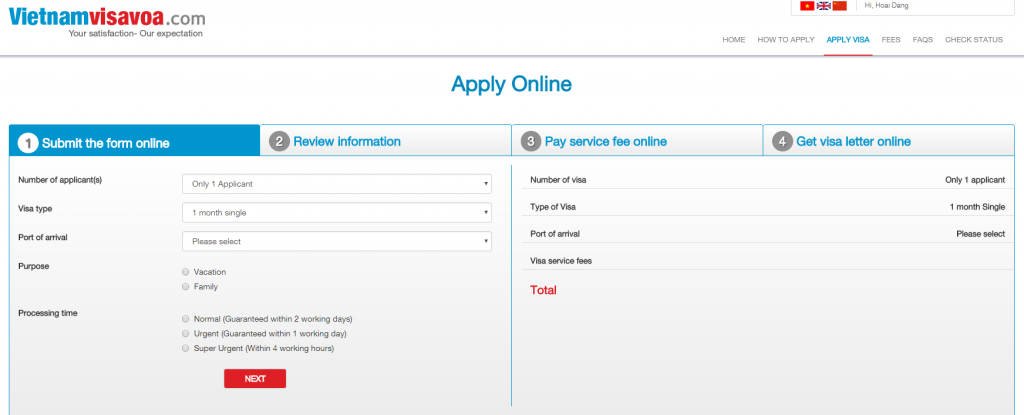 Vietnamvisavoa.com
Your satisfaction- Our expectation
Hi, Hoai Dang
HOME HOW TO APPLY APPLY VISA FEES FAQS CHECK STATUS
Apply Online
1 Submit the form online
2 Review information
3 Pay service fee online
4 Get visa letter online
Number of applicant(s) Only 1 Applicant
Visa type 1 month single
Port of arrival Please select
Purpose
Vacation
Family
Processing time
Normal (Guaranteed within 2 working days)
Urgent (Guaranteed within 1 working day)
Super Urgent (Within 4 working hours)
NEXT
Number of visa Only 1 applicant
Type of Visa 1 month Single
Port of arrival Please select
Visa service fees
Total